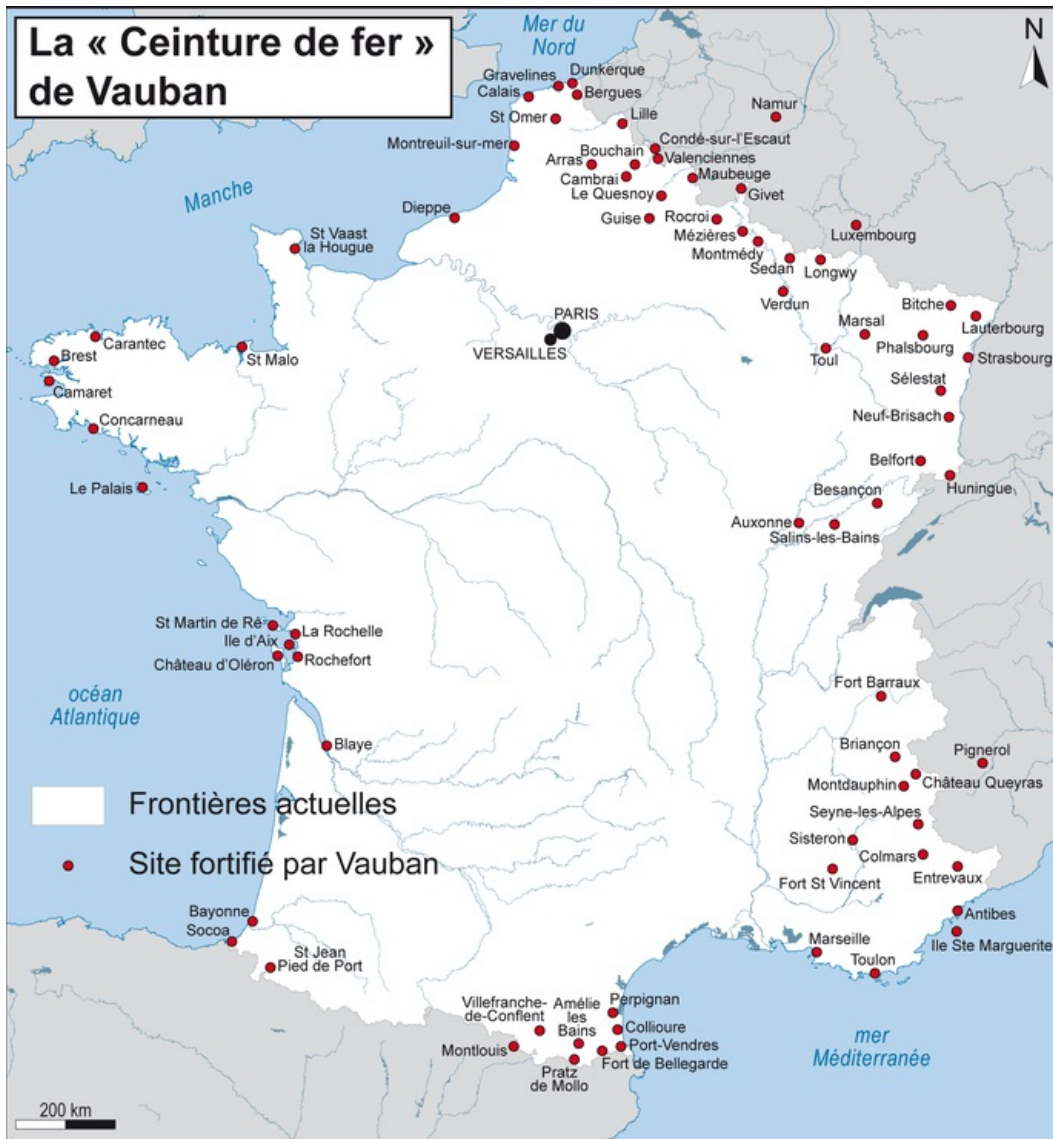 La « Ceinture de fer »
de Vauban
Mer du
Nord
N
Gravelines
Dunkerque
Calais
Bergues
St Omer
Lille
Namur
Montreuil-sur-mer
Condé-sur-l'Escaut
Bouchain
Valenciennes
Arras
Maubeuge
Cambrai
Givet
Le Quesnoy
Manche
Dieppe
Guise
Rocroi
Mézières
Luxembourg
St Vaast
la Hougue
Montmédy
Sedan
Longwy
Verdun
Bitche
PARIS
Lauterbourg
Marsal
Carantec
VERSAILLES
Phalsbourg
Brest
St Malo
Toul
Strasbourg
Camaret
Sélestat
Concarneau
Neuf-Brisach
Belfort
Le Palais
Huningue
Besançon
Auxonne
Salins-les-Bains
St Martin de Ré
La Rochelle
Ile d'Aix
Château d'Oléron
Rochefort
océan
Atlantique
Fort Barraux
Blaye
Briançon
Pignerol
Montdauphin
Château Queyras
Frontières actuelles
Seyne-les-Alpes
Sisteron
Site fortifié par Vauban
Colmars
Fort St Vincent
Entrevaux
Bayonne
Antibes
Socoa
Ile Ste Marguerite
St Jean
Pied de Port
Marseille
Toulon
Villefranche-
de-Conflent
Amélie
les
Bains
Perpignan
Collioure
Montlouis
Port-Vendres
Fort de Bellegarde
Pratz
de Mollo
mer
Méditerranée
200 km